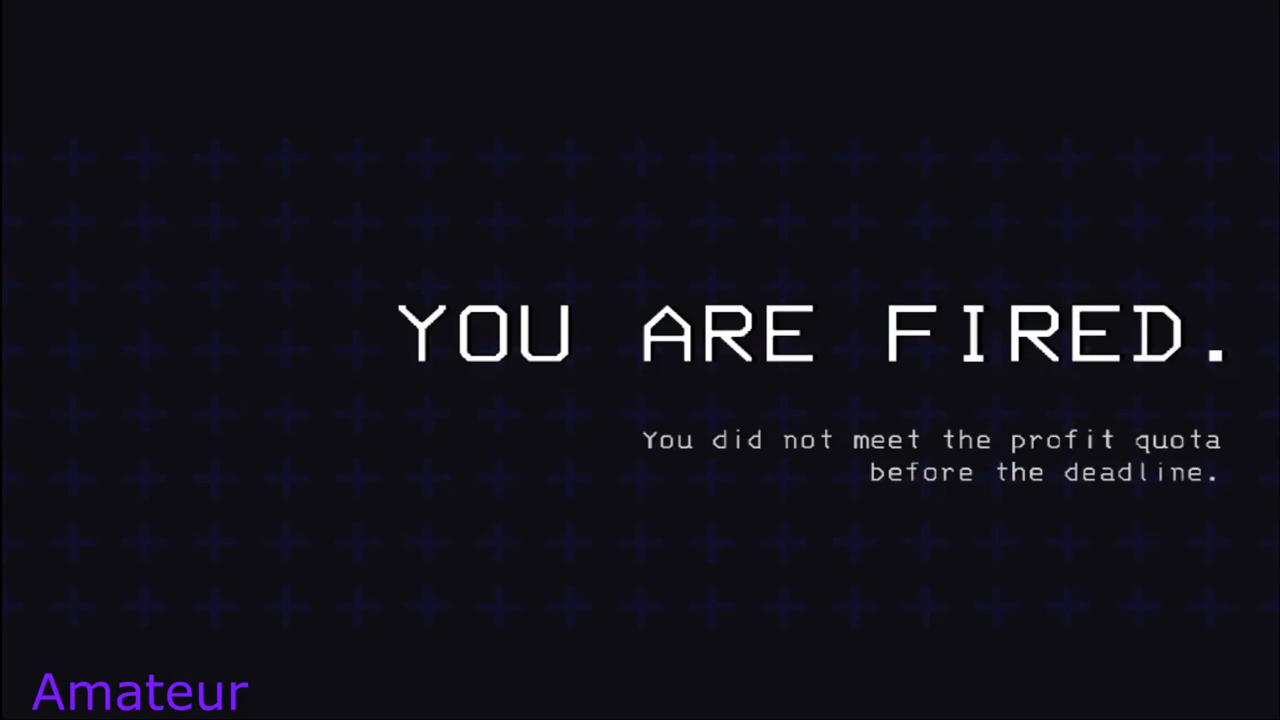 YOU ARE FIRED.
You did not meet the profit quota
before the deadline.
Amateur